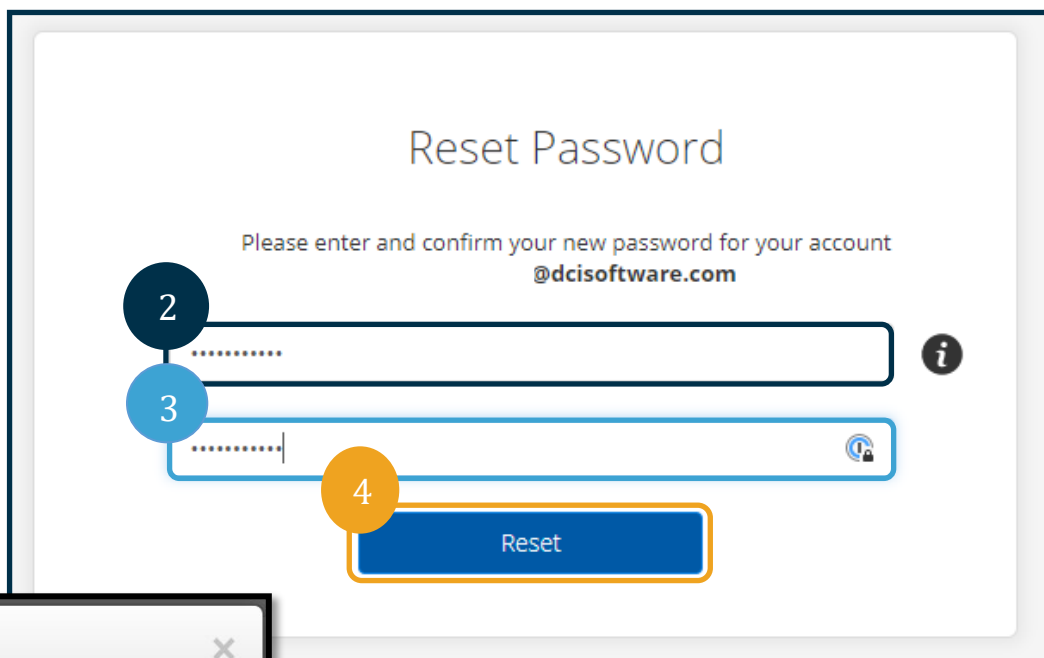 Reset Password
Please enter and confirm your new password for your account
@dcisoftware.com
2
•••••••••••
3
•••••••••••
4
Reset